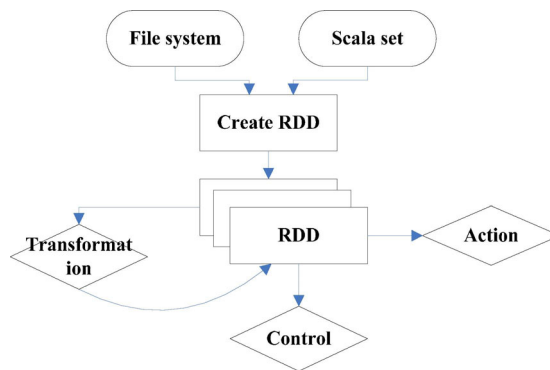 File system
Scala set
Create RDD
RDD
Transformat
ion
Action
Control